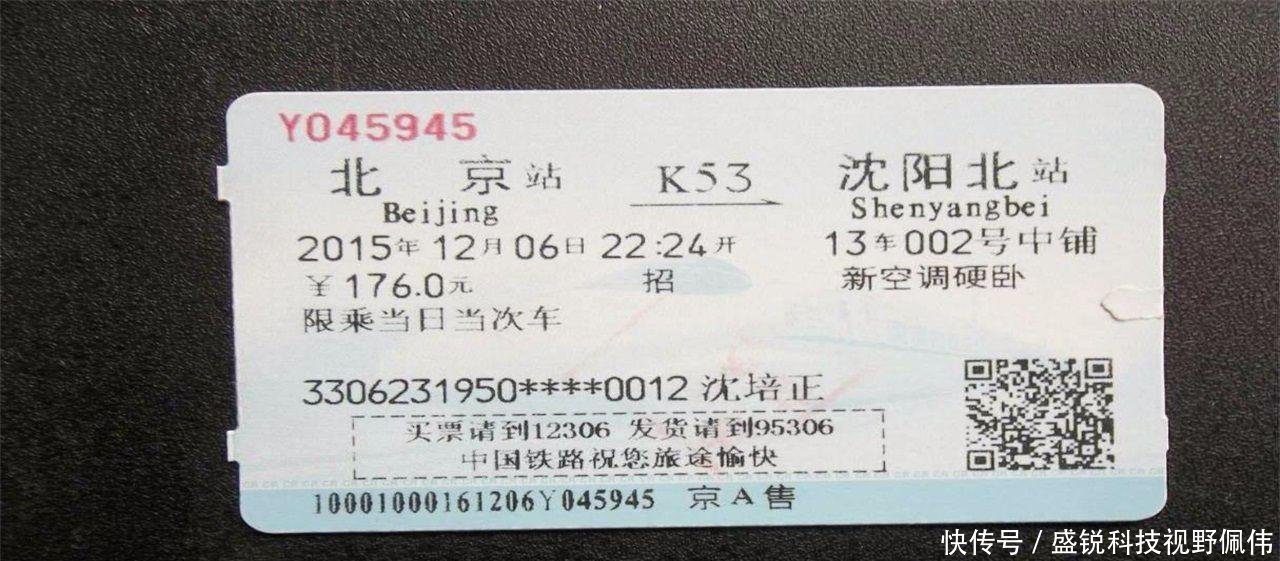 Y045945
北 京 站 K53 沈阳北 站
Beijing Shenyangbei
2015年 12月 06日 22:24开 13车002号中铺
￥176.0元 招 新空调硬卧
限乘当日当次车
3306231950****0012 沈培正
买票请到12306 发货请到95306
中国铁路祝您旅途愉快
10001000161206Y045945 京A售
快传号 / 盛锐科技视野佩伟